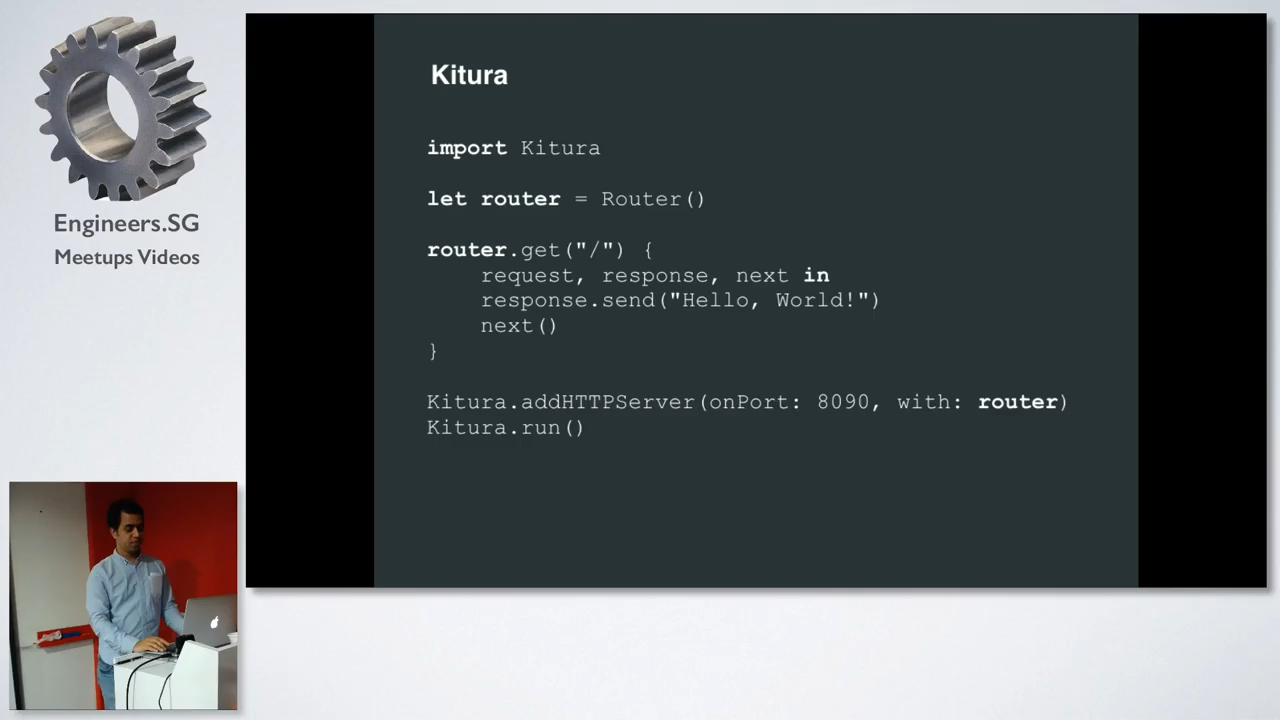 Engineers.SG
Meetups Videos
Kitura
import Kitura
let router = Router()
router.get("/") {
    request, response, next in
    response.send("Hello, World!")
    next()
}
Kitura.addHTTPServer(onPort: 8090, with: router)
Kitura.run()